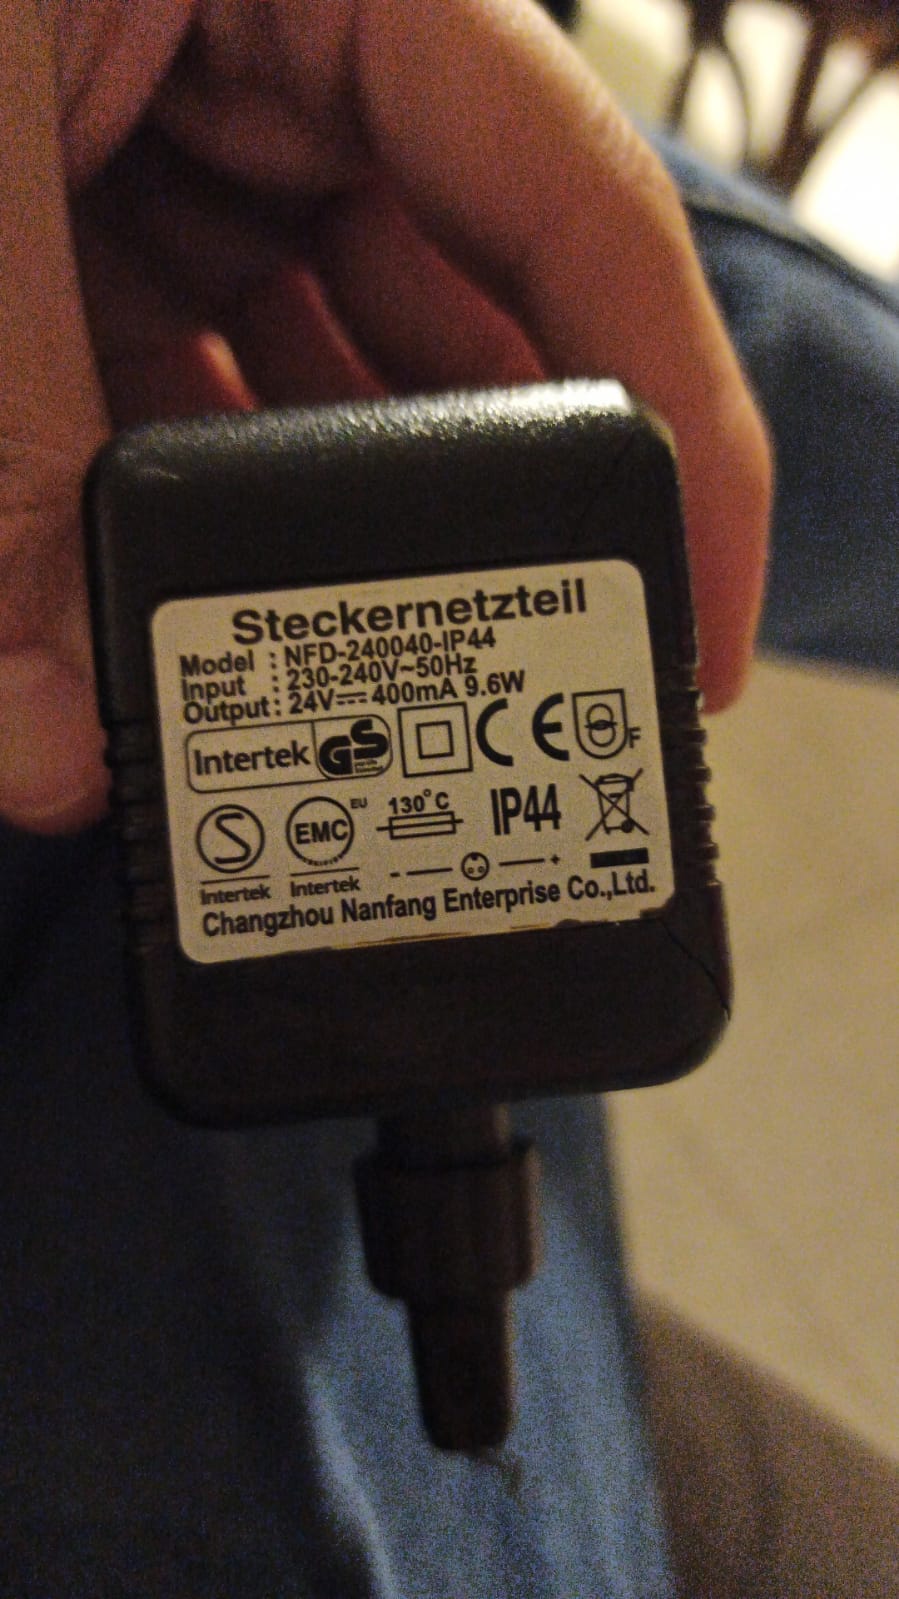 Steckernetzteil
Model : NFD-240040-IP44
Input : 230-240V~50Hz
Output : 24V⎓400mA 9.6W
Intertek GS CE F
S EMC EU 130°C IP44
Intertek Intertek - +
Changzhou Nanfang Enterprise Co.,Ltd.